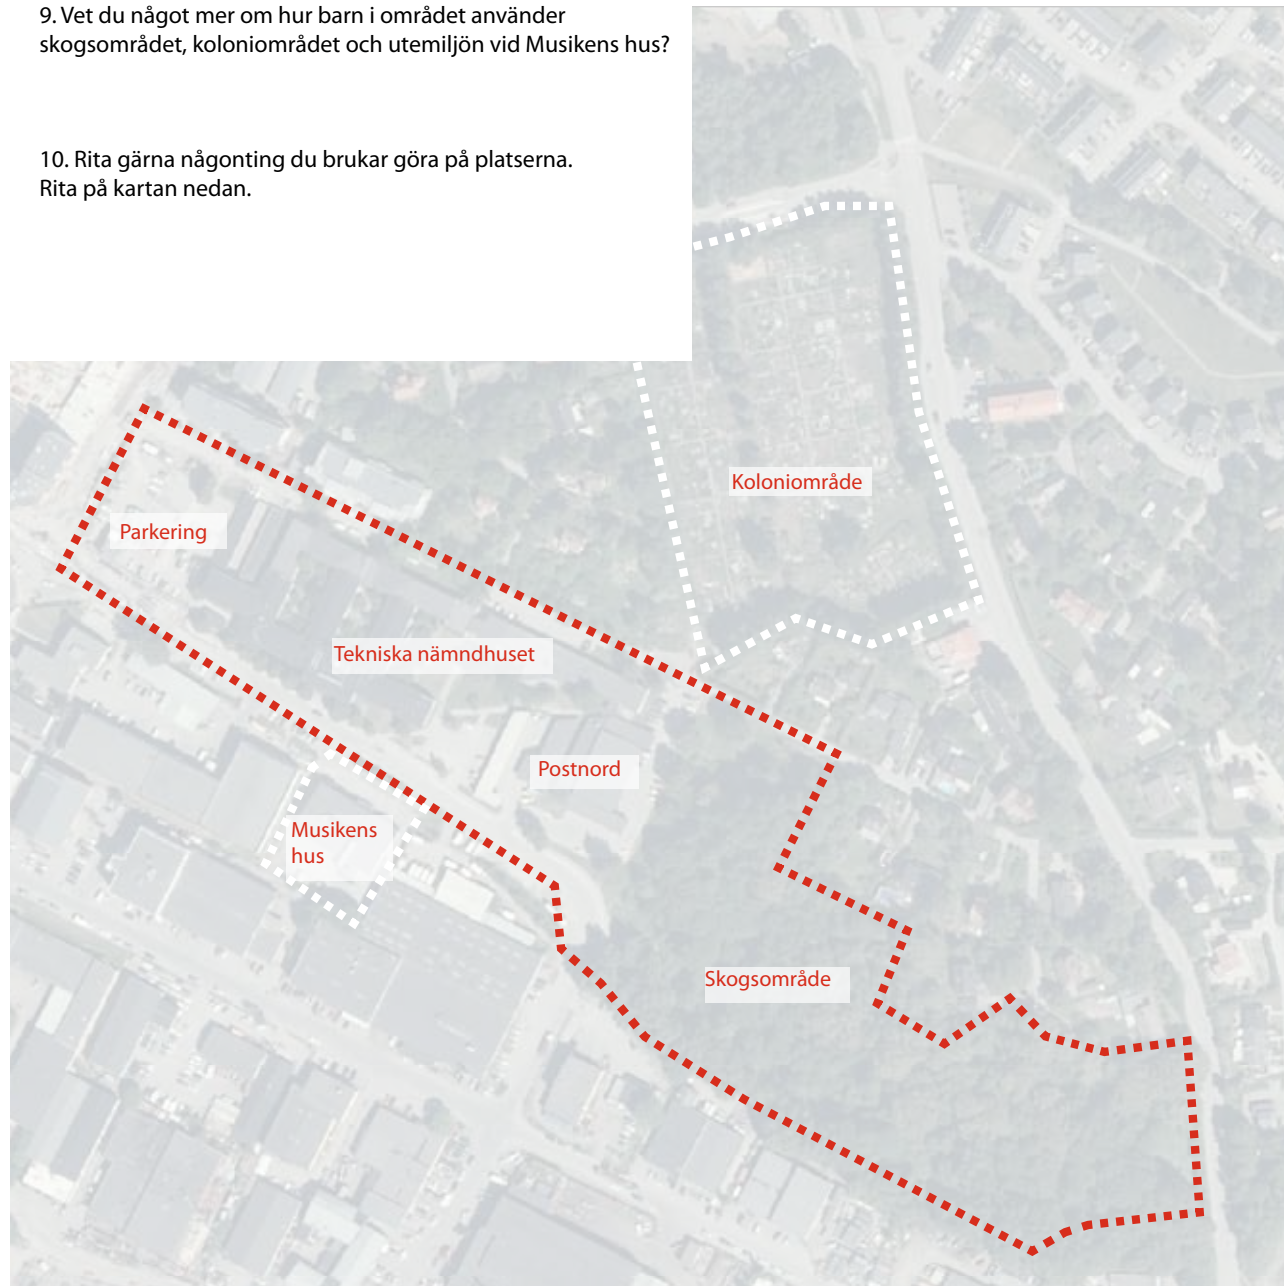 9. Vet du något mer om hur barn i området använder
skogsområdet, koloniområdet och utemiljön vid Musikens hus?
10. Rita gärna någonting du brukar göra på platserna.
Rita på kartan nedan.
Koloniområde
Parkering
Tekniska nämndhuset
Postnord
Musikens
hus
Skogsområde